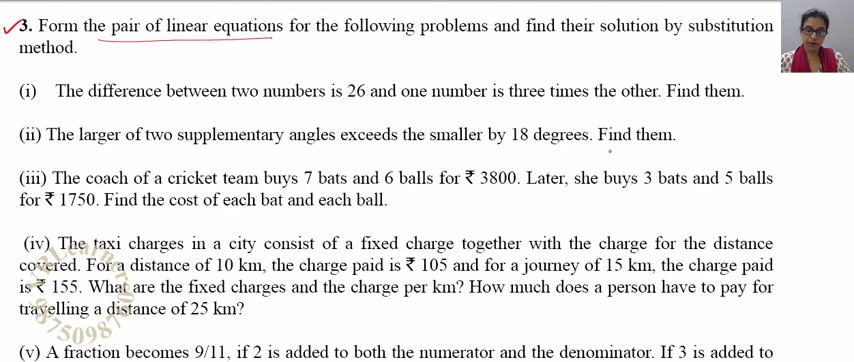 3. Form the pair of linear equations for the following problems and find their solution by substitution
method.
(i) The difference between two numbers is 26 and one number is three times the other. Find them.
(ii) The larger of two supplementary angles exceeds the smaller by 18 degrees. Find them.
(iii) The coach of a cricket team buys 7 bats and 6 balls for ₹ 3800. Later, she buys 3 bats and 5 balls
for ₹ 1750. Find the cost of each bat and each ball.
(iv) The taxi charges in a city consist of a fixed charge together with the charge for the distance
covered. For a distance of 10 km, the charge paid is ₹ 105 and for a journey of 15 km, the charge paid
is ₹ 155. What are the fixed charges and the charge per km? How much does a person have to pay for
travelling a distance of 25 km?
(v) A fraction becomes 9/11, if 2 is added to both the numerator and the denominator. If 3 is added to